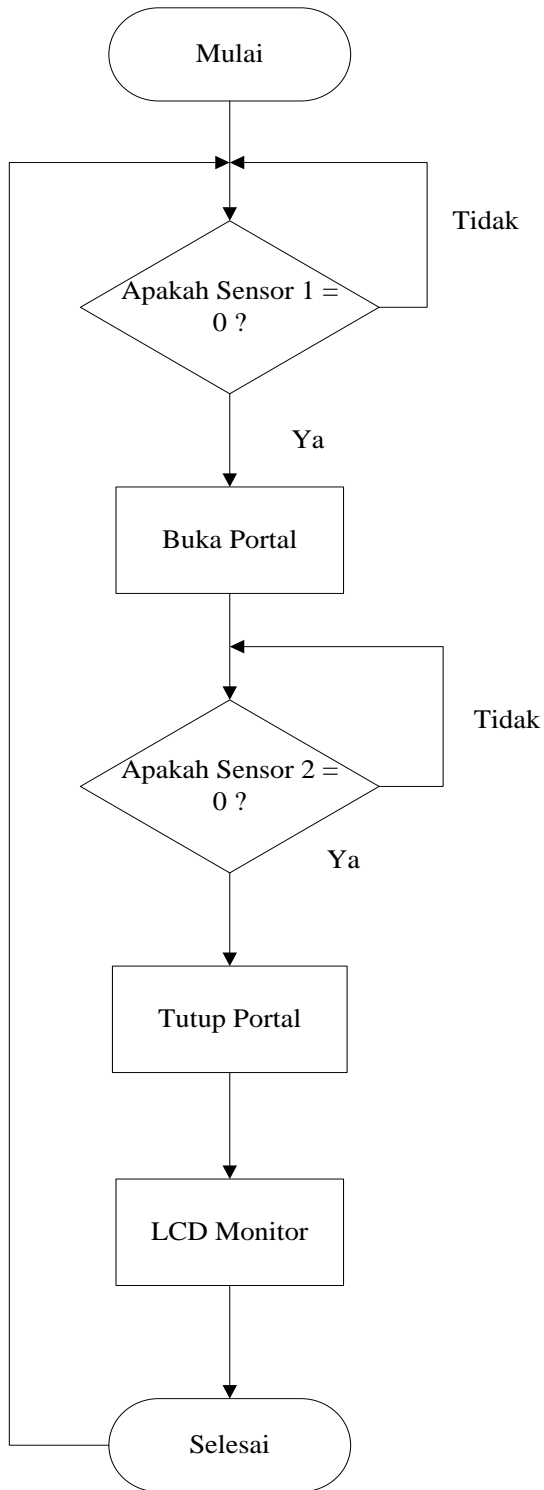 Mulai
Tidak
Apakah Sensor 1 =
0 ?
Ya
Buka Portal
Tidak
Apakah Sensor 2 =
0 ?
Ya
Tutup Portal
LCD Monitor
Selesai